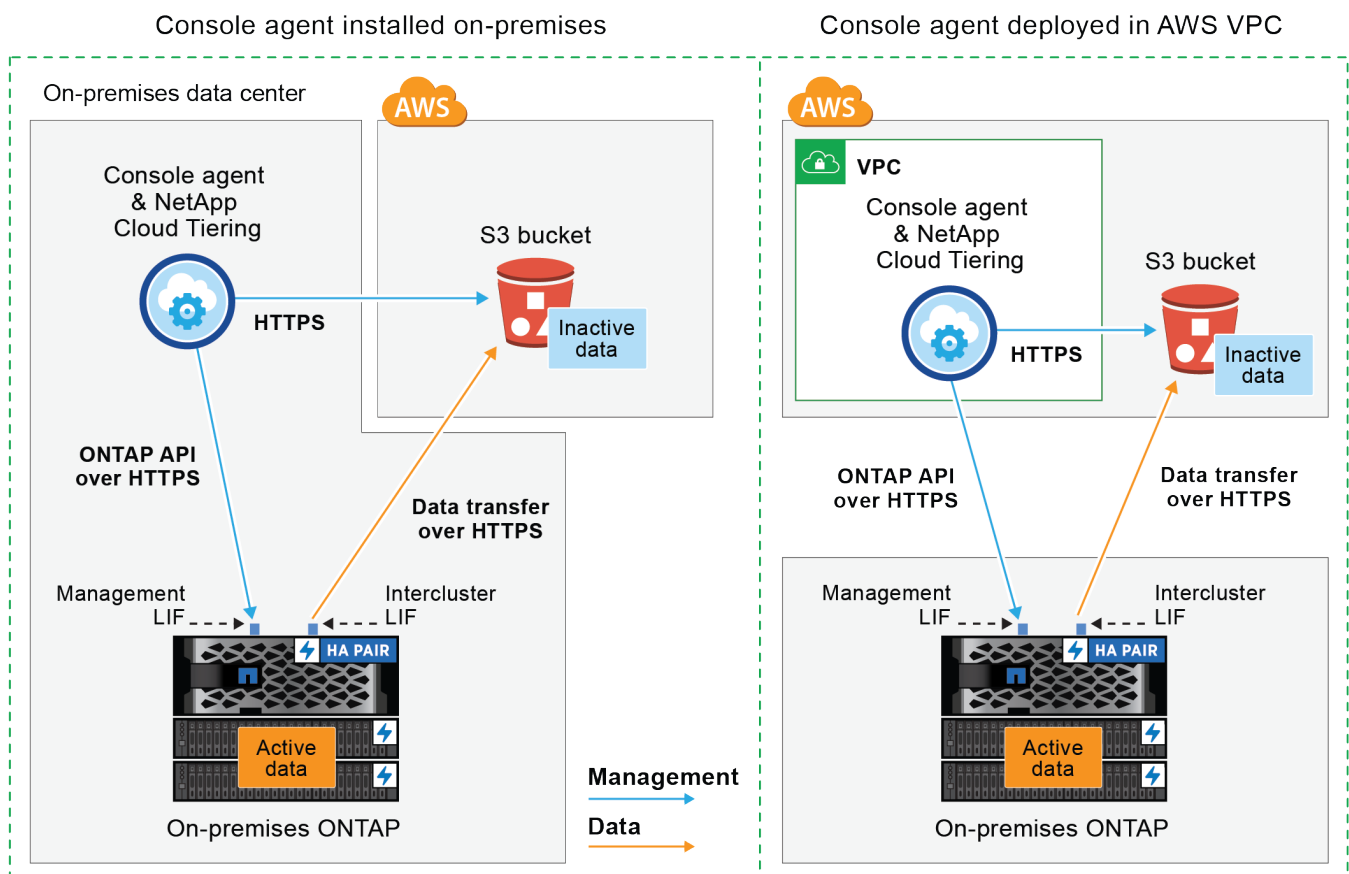 Console agent installed on-premises
On-premises data center
AWS
Console agent
& NetApp
Cloud Tiering
S3 bucket
HTTPS
Inactive
data
ONTAP API
over HTTPS
Data transfer
over HTTPS
Management
LIF
Intercluster
LIF
HA PAIR
Active
data
On-premises ONTAP
Management
Data
Console agent deployed in AWS VPC
AWS
VPC
Console agent
& NetApp
Cloud Tiering
S3 bucket
HTTPS
Inactive
data
ONTAP API
over HTTPS
Data transfer
over HTTPS
Management
LIF
Intercluster
LIF
HA PAIR
Active
data
On-premises ONTAP